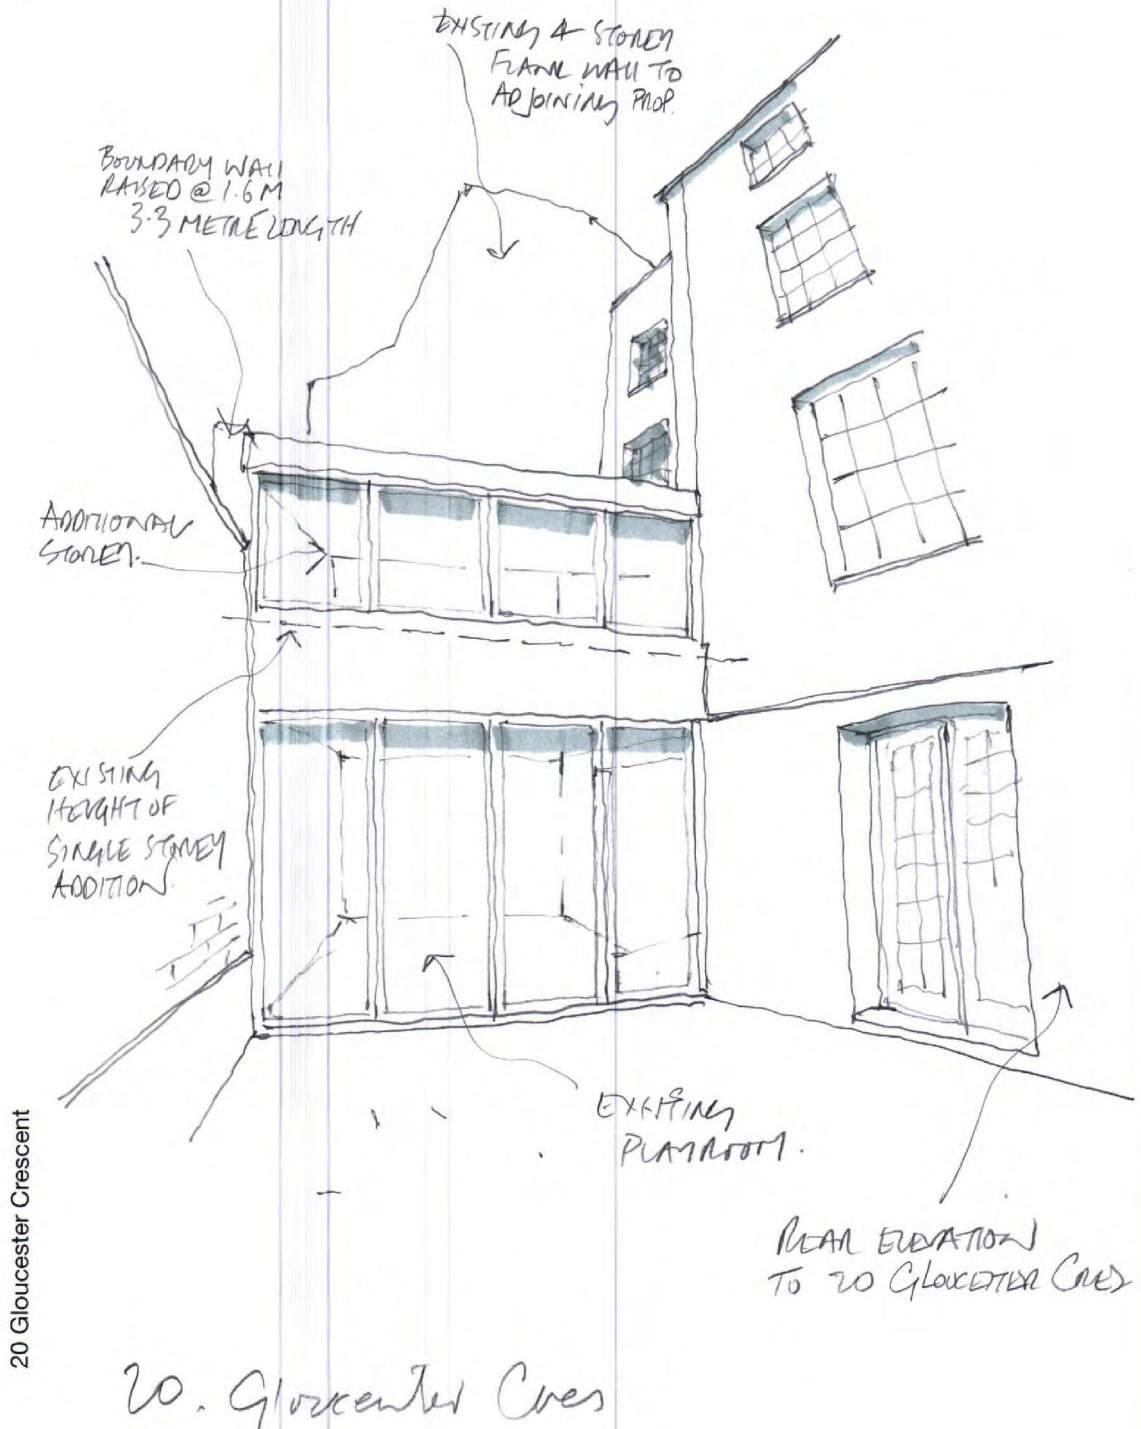 EXISTING 4 STOREY
FLANK WALL TO
ADJOINING PROP.
BOUNDARY WALL
RAISED @ 1.6M
3.3 METRE LENGTH
ADDITIONAL
STOREY.
EXISTING
HEIGHT OF
SINGLE STOREY
ADDITION.
EXISTING
PLAYROOM.
REAR ELEVATION
TO 20 GLOUCESTER CRES
20 Gloucester Crescent
20. Gloucester Cres